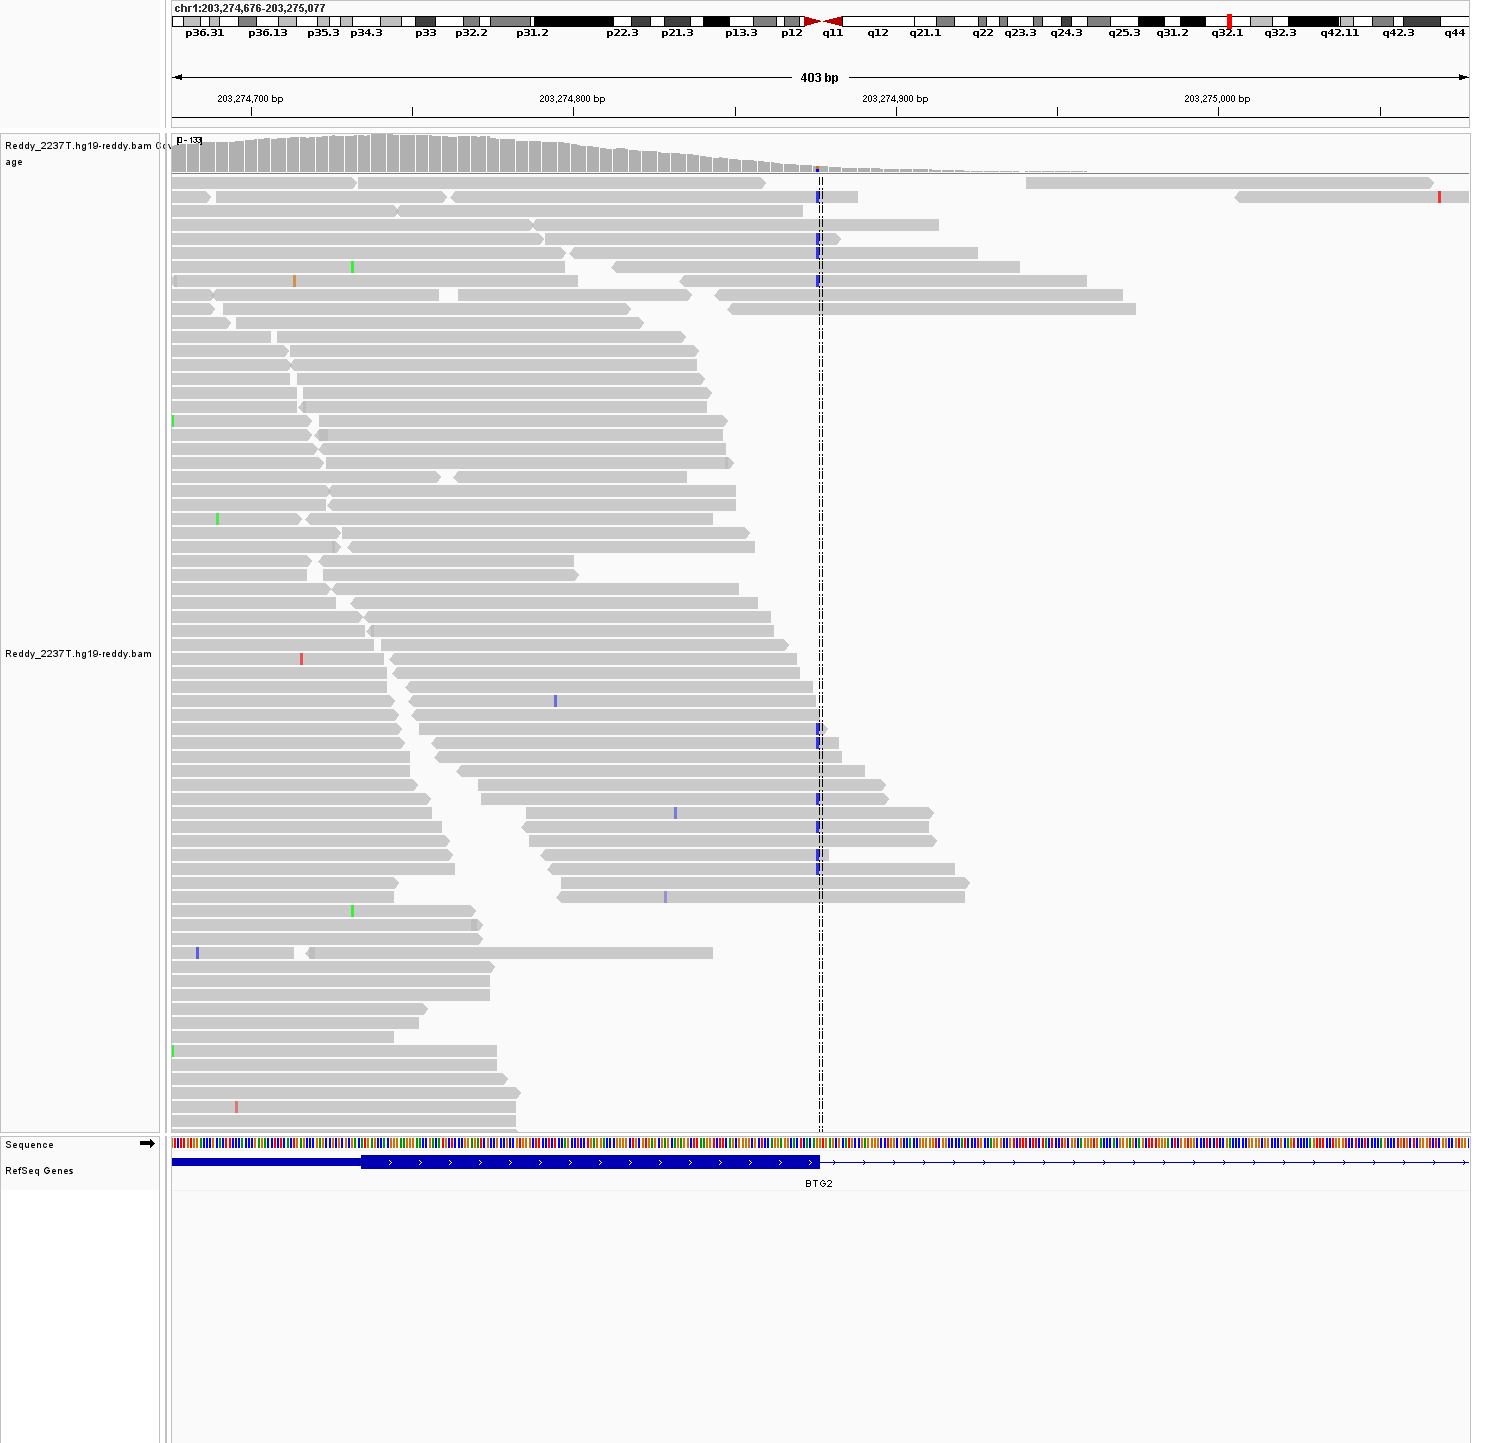 chr1:203,274,676-203,275,077
p36.31 p36.13 p35.3 p34.3 p33 p32.2 p31.2 p22.3 p21.3 p13.3 p12 q11 q12 q21.1 q22 q23.3 q24.3 q25.3 q31.2 q32.1 q32.3 q42.11 q42.3 q44
403 bp
203,274,700 bp 203,274,800 bp 203,274,900 bp 203,275,000 bp
[0 - 133]
Reddy_2237T.hg19-reddy.bam Cov
age
Reddy_2237T.hg19-reddy.bam
Sequence
RefSeq Genes
BTG2